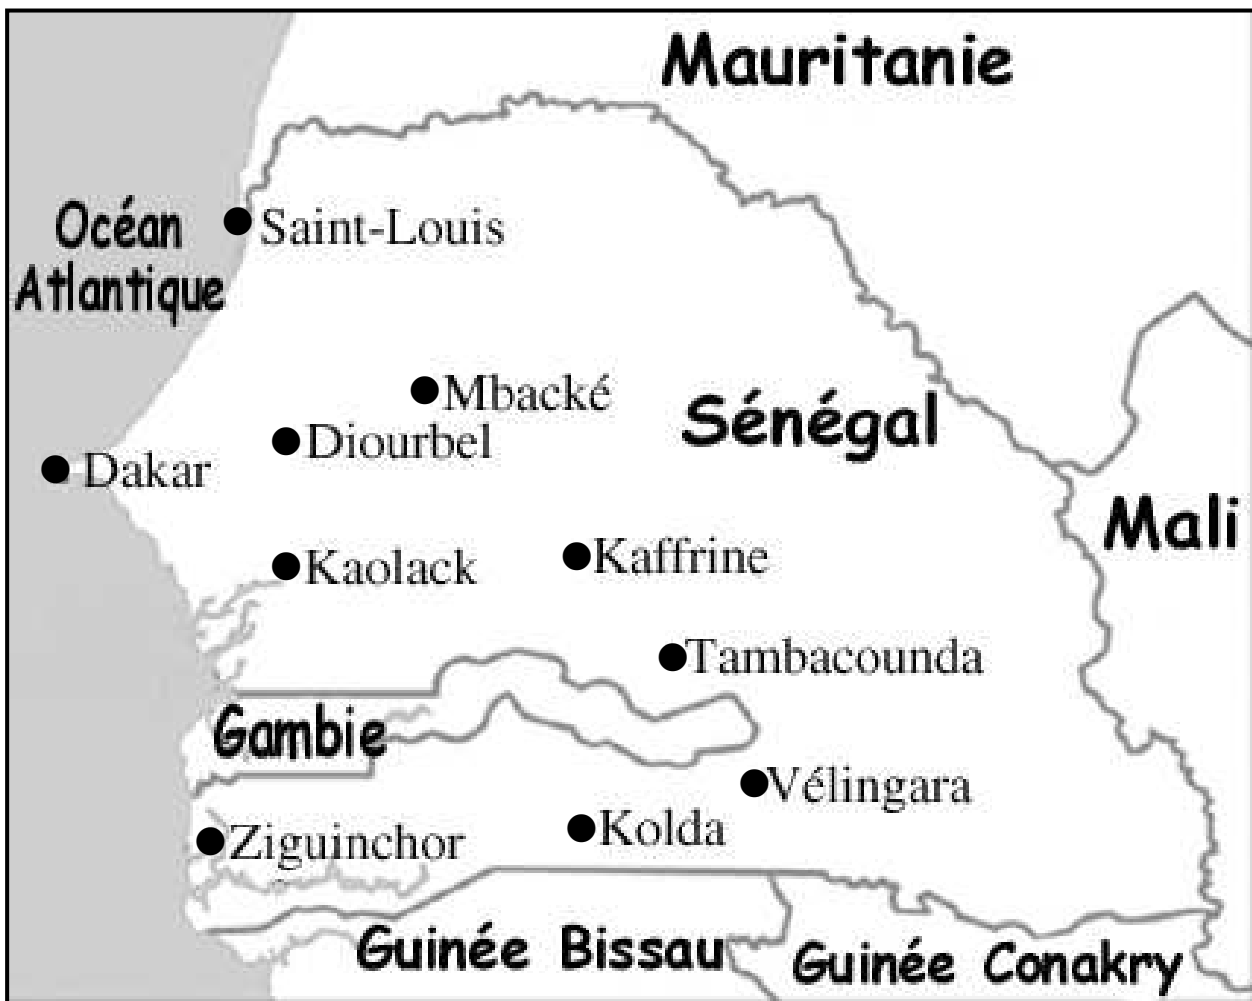 Mauritanie
Océan
Atlantique
Saint-Louis
Mbacké
Sénégal
Diourbel
Dakar
Mali
Kaolack
Kaffrine
Tambacounda
Gambie
Vélingara
Ziguinchor
Kolda
Guinée Bissau
Guinée Conakry